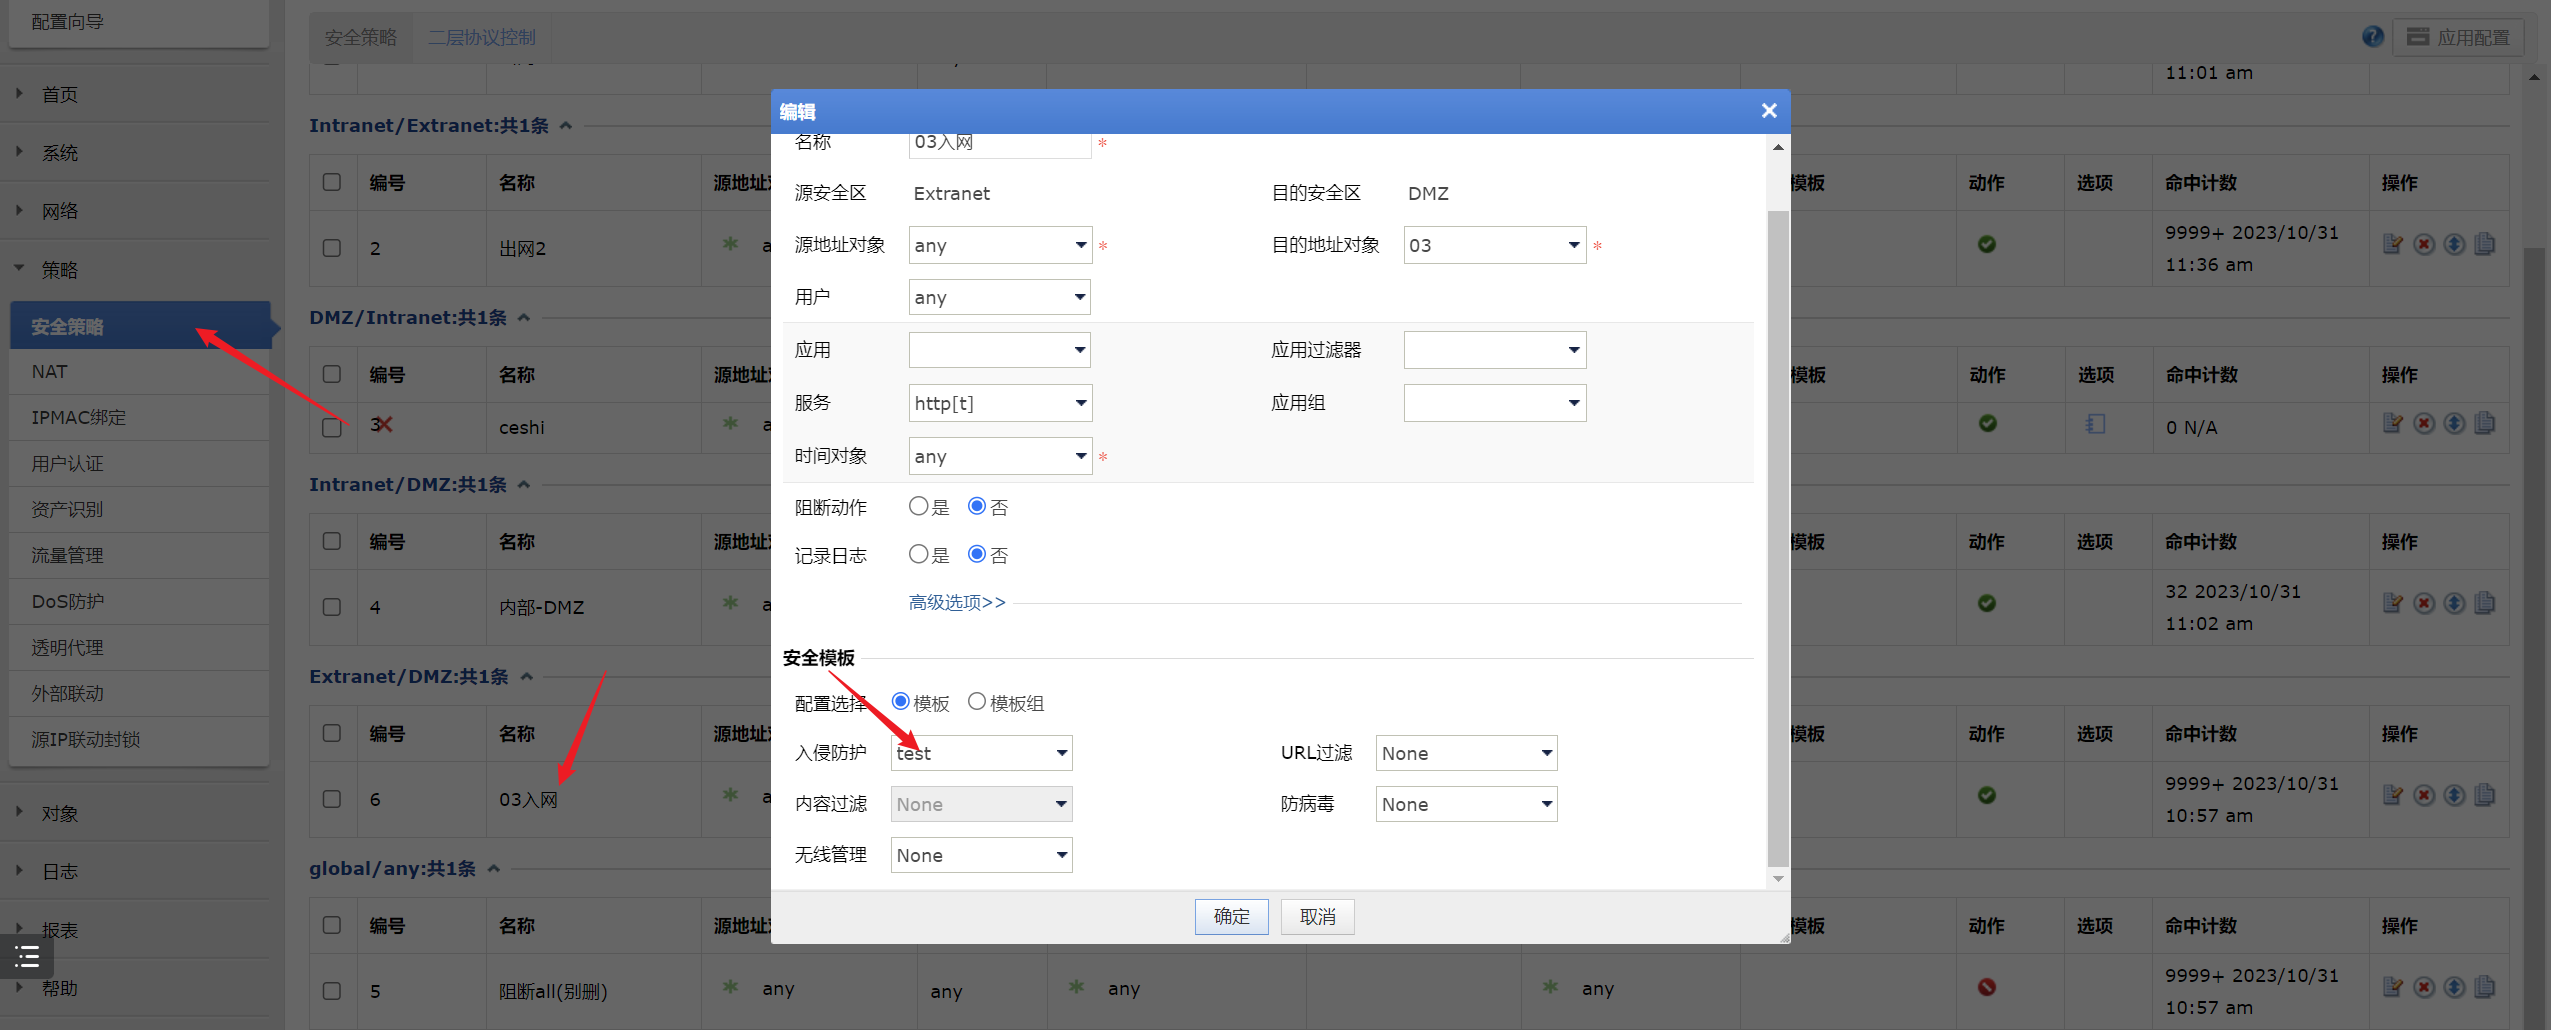 配置向导
安全策略 二层协议控制 应用配置
11:01 am
首页
系统
网络
策略
安全策略
NAT
IPMAC绑定
用户认证
资产识别
流量管理
DoS防护
透明代理
外部联动
源IP联动封锁
对象
日志
报表
帮助
Intranet/Extranet:共1条
编号 名称 源地址 模板 动作 选项 命中计数 操作
2 出网2 a 9999+ 2023/10/31
11:36 am
DMZ/Intranet:共1条
编号 名称 源地址 模板 动作 选项 命中计数 操作
3 ceshi a 0 N/A
Intranet/DMZ:共1条
编号 名称 源地址 模板 动作 选项 命中计数 操作
4 内部-DMZ a 32 2023/10/31
11:02 am
Extranet/DMZ:共1条
编号 名称 源地址 模板 动作 选项 命中计数 操作
6 03入网 a 9999+ 2023/10/31
10:57 am
global/any:共1条
编号 名称 源地址 模板 动作 选项 命中计数 操作
5 阻断all(别删) any any any any 9999+ 2023/10/31
10:57 am
编辑
名称 03入网 *
源安全区 Extranet 目的安全区 DMZ
源地址对象 any * 目的地址对象 03 *
用户 any
应用 应用过滤器
服务 http[t] 应用组
时间对象 any *
阻断动作 是 否
记录日志 是 否
高级选项>>
安全模板
配置选择 模板 模板组
入侵防护 test URL过滤 None
内容过滤 None 防病毒 None
无线管理 None
确定 取消